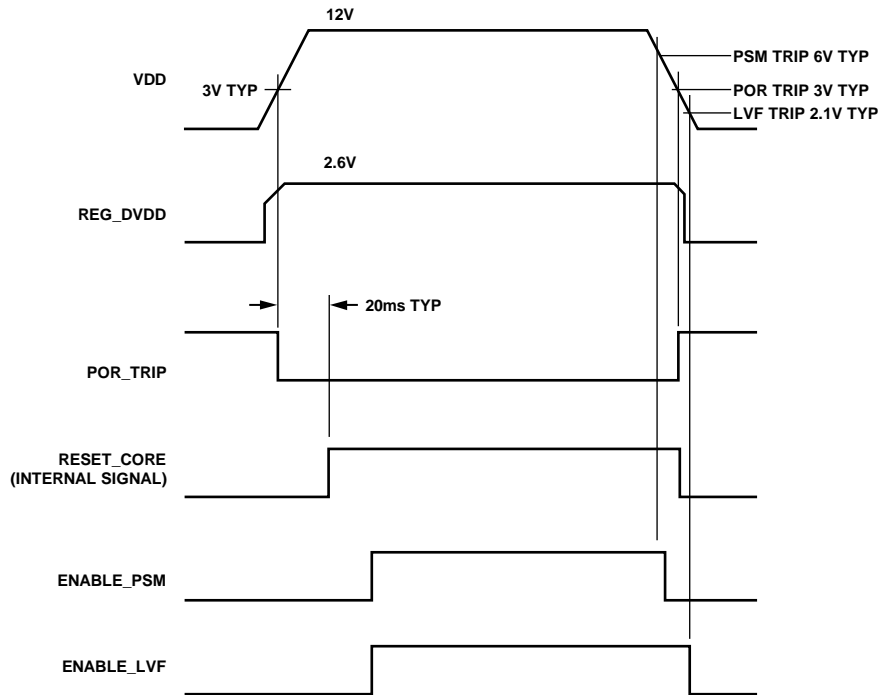 12V
PSM TRIP 6V TYP
VDD
3V TYP
POR TRIP 3V TYP
LVF TRIP 2.1V TYP
2.6V
REG_DVDD
20ms TYP
POR_TRIP
RESET_CORE
(INTERNAL SIGNAL)
ENABLE_PSM
ENABLE_LVF